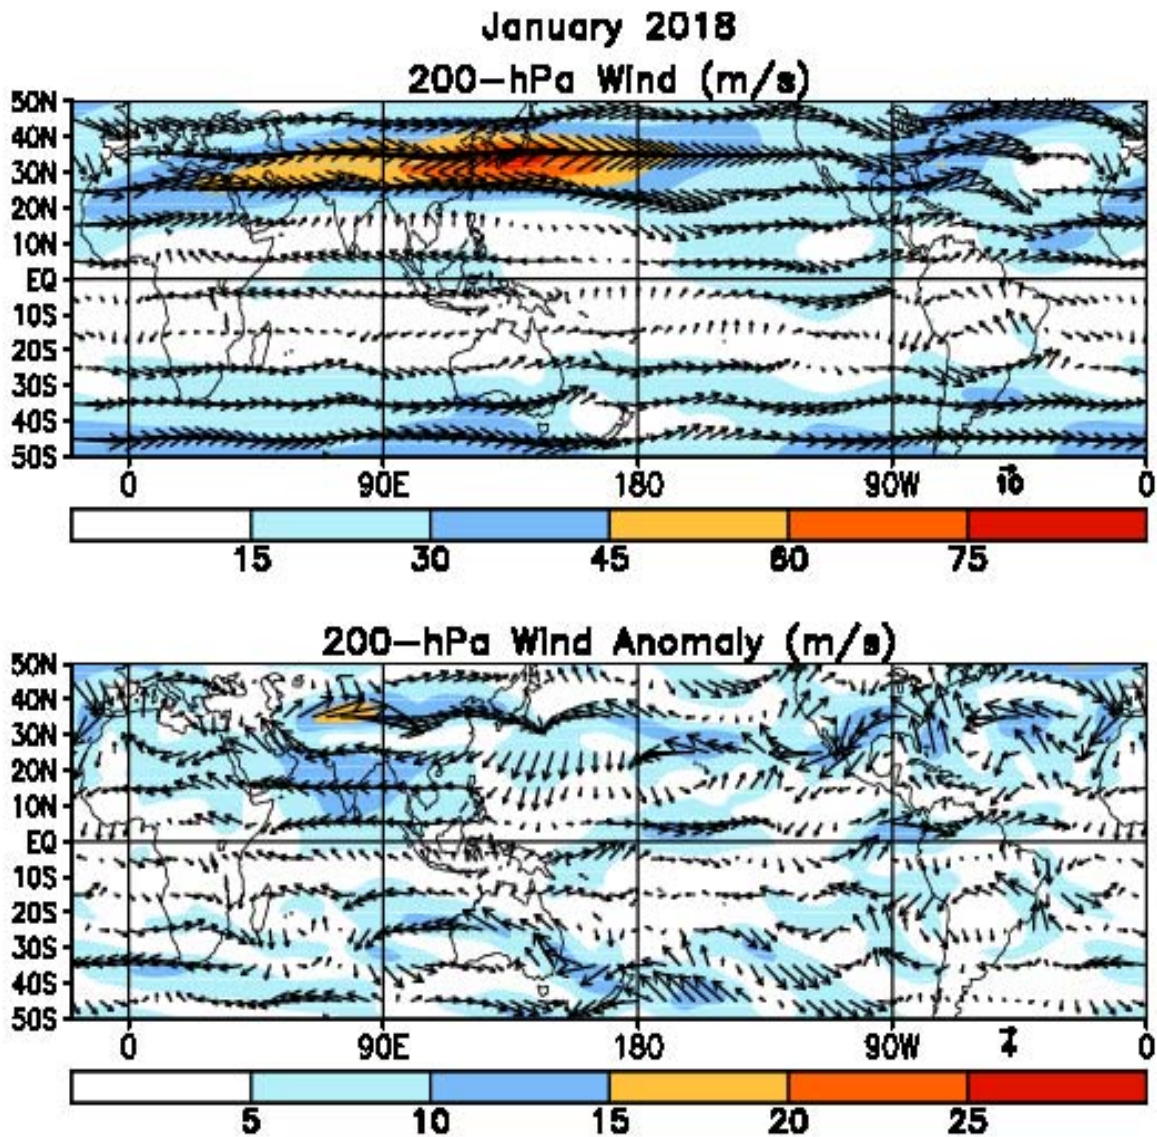 January 2018
200-hPa Wind (m/s)
50N
40N
30N
20N
10N
EQ
10S
20S
30S
40S
50S
0 90E 180 90W 10 0
15 30 45 60 75
200-hPa Wind Anomaly (m/s)
50N
40N
30N
20N
10N
EQ
10S
20S
30S
40S
50S
0 90E 180 90W 4 0
5 10 15 20 25